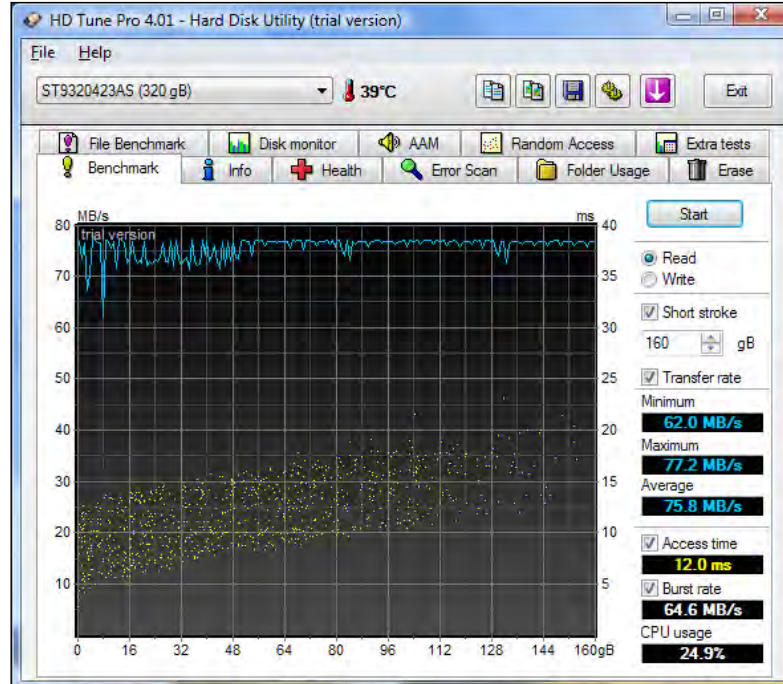 HD Tune Pro 4.01 - Hard Disk Utility (trial version)
File Help
ST9320423AS (320 gB) 39°C Exit
File Benchmark Disk monitor AAM Random Access Extra tests
Benchmark Info Health Error Scan Folder Usage Erase
MB/s ms
trial version
80 40
70 35
60 30
50 25
40 20
30 15
20 10
10 5
0 16 32 48 64 80 96 112 128 144 160gB
Start
Read
Write
Short stroke
160 gB
Transfer rate
Minimum
62.0 MB/s
Maximum
77.2 MB/s
Average
75.8 MB/s
Access time
12.0 ms
Burst rate
64.6 MB/s
CPU usage
24.9%